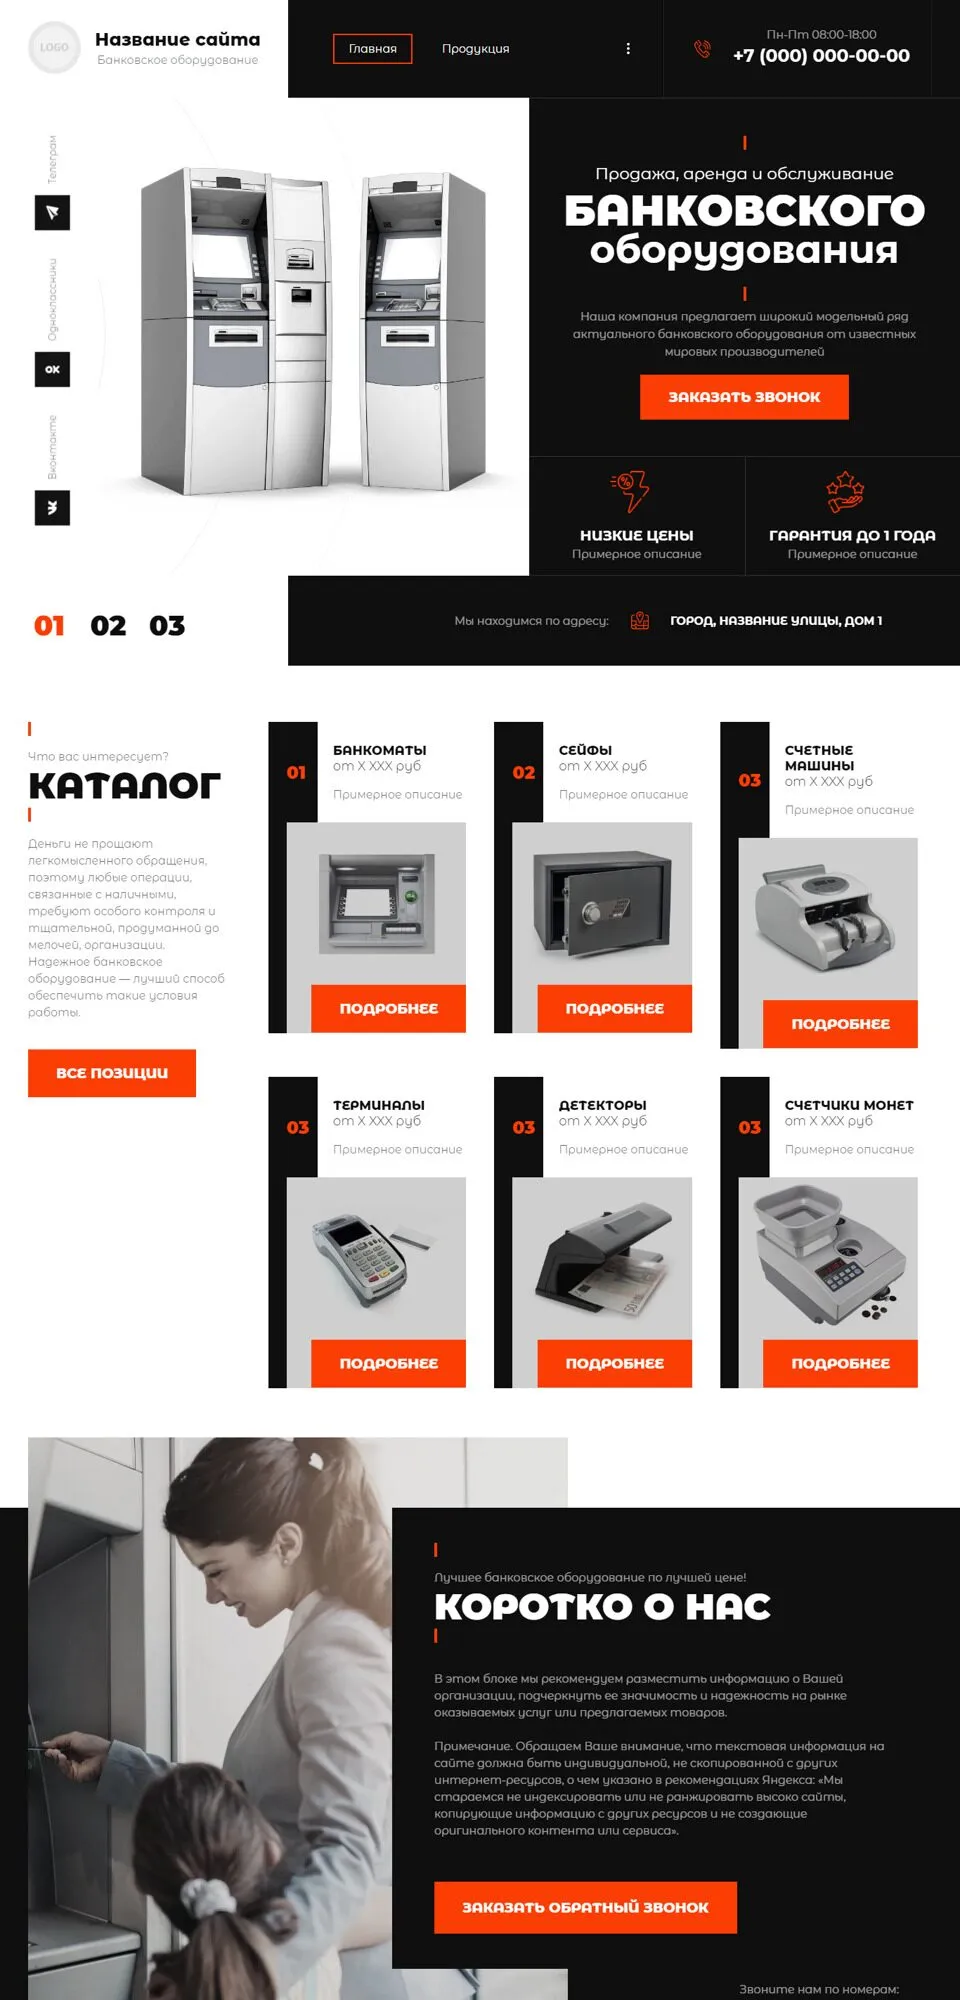 LOGO
Название сайта
Банковское оборудование
Главная
Продукция
Пн-Пт 08:00-18:00
+7 (000) 000-00-00
Телеграм
Одноклассники
Вконтакте
Продажа, аренда и обслуживание
БАНКОВСКОГО
оборудования
Наша компания предлагает широкий модельный ряд
актуального банковского оборудования от известных
мировых производителей
ЗАКАЗАТЬ ЗВОНОК
НИЗКИЕ ЦЕНЫ
Примерное описание
ГАРАНТИЯ ДО 1 ГОДА
Примерное описание
01 02 03
Мы находимся по адресу:
ГОРОД, НАЗВАНИЕ УЛИЦЫ, ДОМ 1
Что вас интересует?
КАТАЛОГ
Деньги не прощают
легкомысленного обращения,
поэтому любые операции,
связанные с наличными,
требуют особого контроля и
тщательной, продуманной до
мелочей, организации.
Надежное банковское
оборудование — лучший способ
обеспечить такие условия
работы.
ВСЕ ПОЗИЦИИ
01
БАНКОМАТЫ
от X XXX руб
Примерное описание
ПОДРОБНЕЕ
02
СЕЙФЫ
от X XXX руб
Примерное описание
ПОДРОБНЕЕ
03
СЧЕТНЫЕ
МАШИНЫ
от X XXX руб
Примерное описание
ПОДРОБНЕЕ
03
ТЕРМИНАЛЫ
от X XXX руб
Примерное описание
ПОДРОБНЕЕ
03
ДЕТЕКТОРЫ
от X XXX руб
Примерное описание
50
ПОДРОБНЕЕ
03
СЧЕТЧИКИ МОНЕТ
от X XXX руб
Примерное описание
ПОДРОБНЕЕ
Лучшее банковское оборудование по лучшей цене!
КОРОТКО О НАС
В этом блоке мы рекомендуем разместить информацию о Вашей
организации, подчеркнуть ее значимость и надежность на рынке
оказываемых услуг или предлагаемых товаров.
Примечание. Обращаем Ваше внимание, что текстовая информация на
сайте должна быть индивидуальной, не скопированной с других
интернет-ресурсов, о чем указано в рекомендациях Яндекса: «Мы
стараемся не индексировать или не ранжировать высоко сайты,
копирующие информацию с других ресурсов и не создающие
оригинального контента или сервиса».
ЗАКАЗАТЬ ОБРАТНЫЙ ЗВОНОК
Звоните нам по номерам: